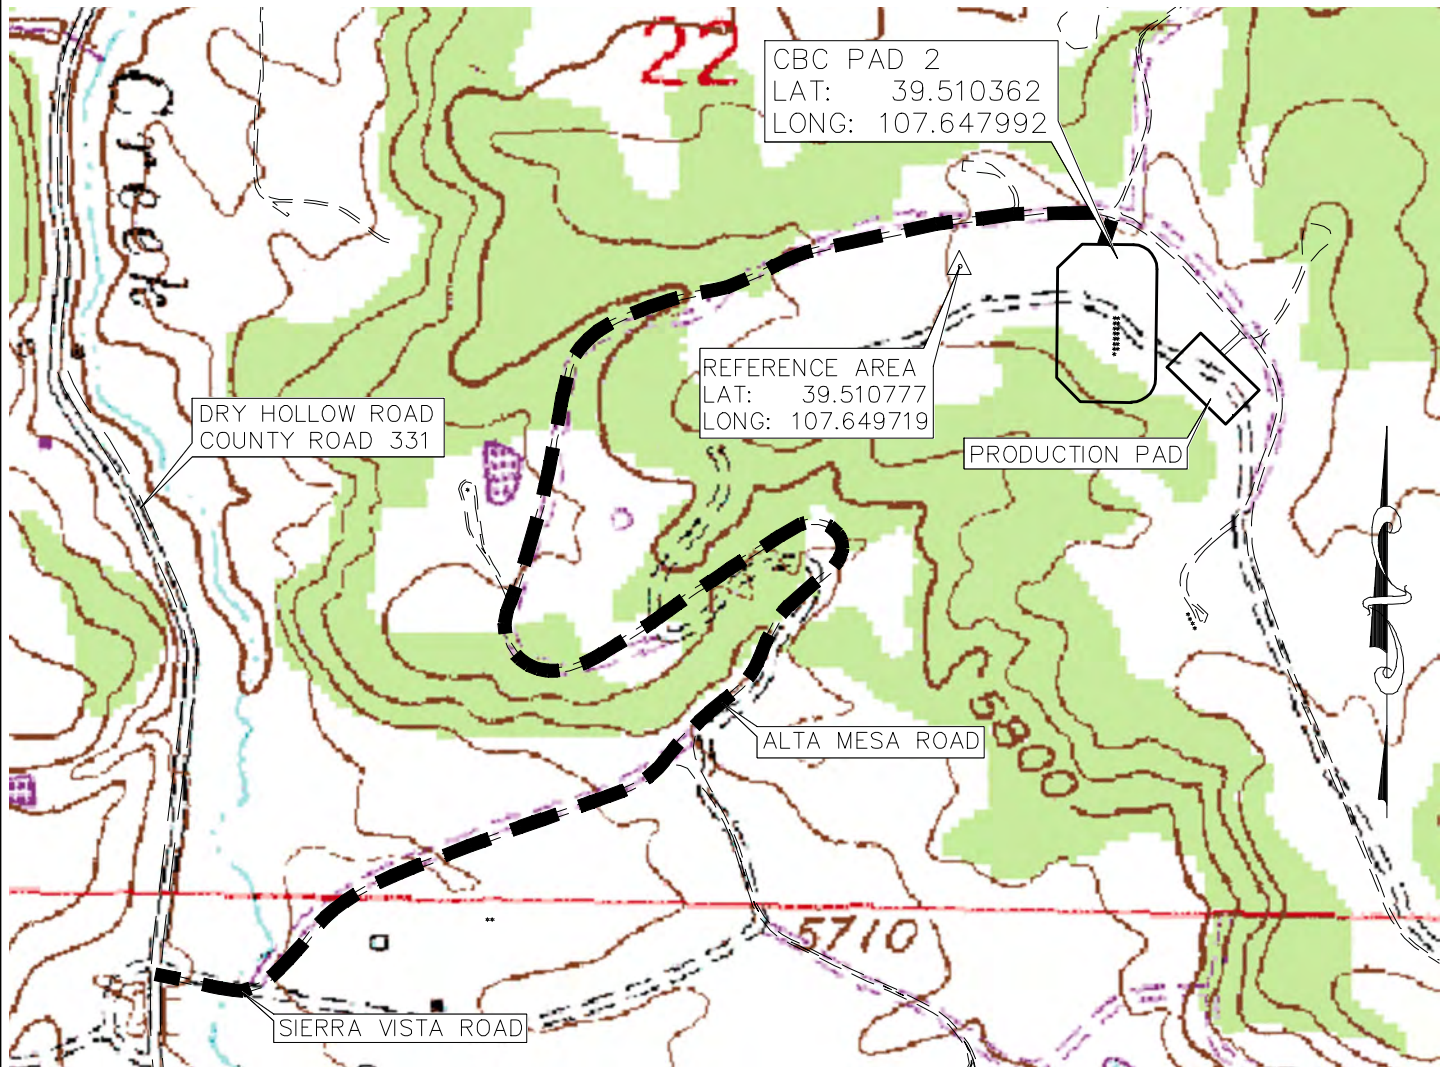 22
CBC PAD 2
LAT: 39.510362
LONG: 107.647992
Creek
REFERENCE AREA
LAT: 39.510777
LONG: 107.649719
DRY HOLLOW ROAD
COUNTY ROAD 331
PRODUCTION PAD
5800
ALTA MESA ROAD
5710
SIERRA VISTA ROAD